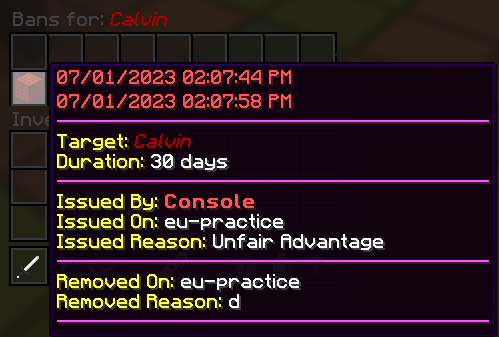 Bans for: Calvin
07/01/2023 02:07:44 PM
07/01/2023 02:07:58 PM
Target: Calvin
Duration: 30 days
Inve
Issued By: Console
Issued On: eu-practice
Issued Reason: Unfair Advantage
Removed On: eu-practice
Removed Reason: d